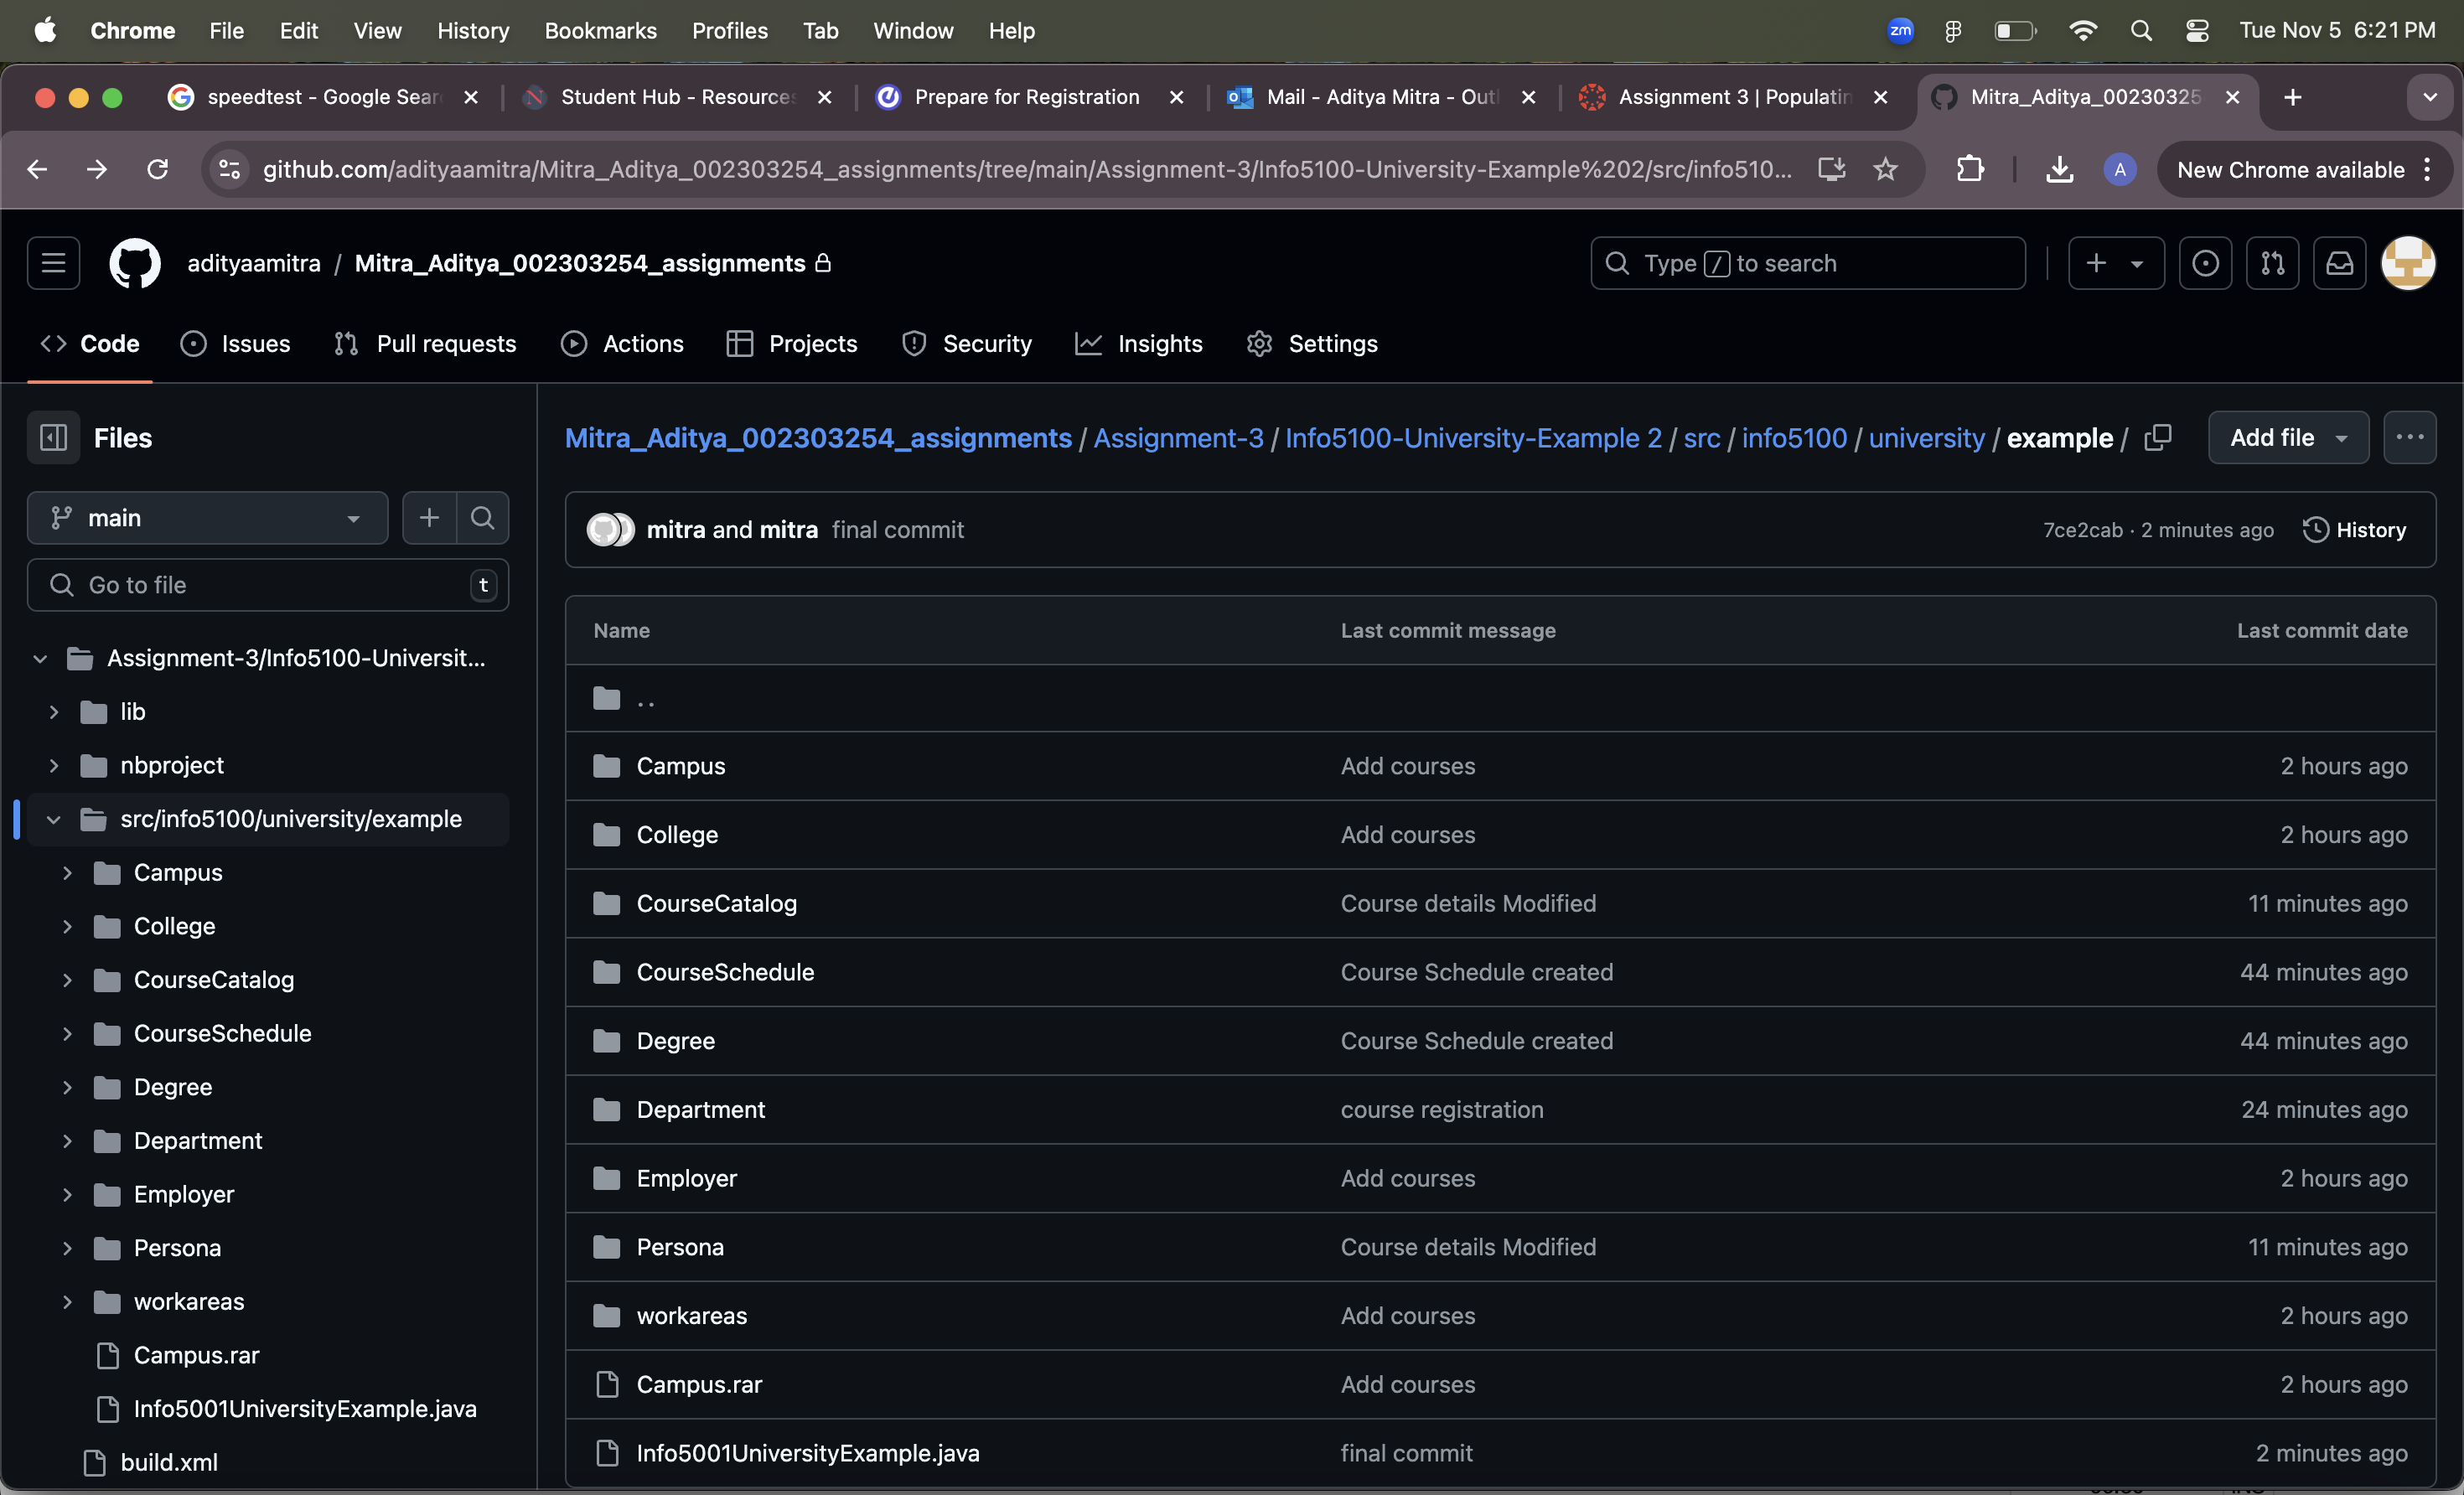 Chrome File Edit View History Bookmarks Profiles Tab Window Help zm Tue Nov 5 6:21 PM
speedtest - Google Sear Student Hub - Resources Prepare for Registration Mail - Aditya Mitra - Outl Assignment 3 | Populatin Mitra_Aditya_00230325
github.com/adityaamitra/Mitra_Aditya_002303254_assignments/tree/main/Assignment-3/Info5100-University-Example%202/src/info510... A New Chrome available
adityaamitra / Mitra_Aditya_002303254_assignments Type / to search
Code Issues Pull requests Actions Projects Security Insights Settings
Files
main
Go to file t
Assignment-3/Info5100-Universit...
lib
nbproject
src/info5100/university/example
Campus
College
CourseCatalog
CourseSchedule
Degree
Department
Employer
Persona
workareas
Campus.rar
Info5001UniversityExample.java
build.xml
Mitra_Aditya_002303254_assignments / Assignment-3 / Info5100-University-Example 2 / src / info5100 / university / example / Add file ...
mitra and mitra final commit 7ce2cab · 2 minutes ago History
Name Last commit message Last commit date
..
Campus Add courses 2 hours ago
College Add courses 2 hours ago
CourseCatalog Course details Modified 11 minutes ago
CourseSchedule Course Schedule created 44 minutes ago
Degree Course Schedule created 44 minutes ago
Department course registration 24 minutes ago
Employer Add courses 2 hours ago
Persona Course details Modified 11 minutes ago
workareas Add courses 2 hours ago
Campus.rar Add courses 2 hours ago
Info5001UniversityExample.java final commit 2 minutes ago